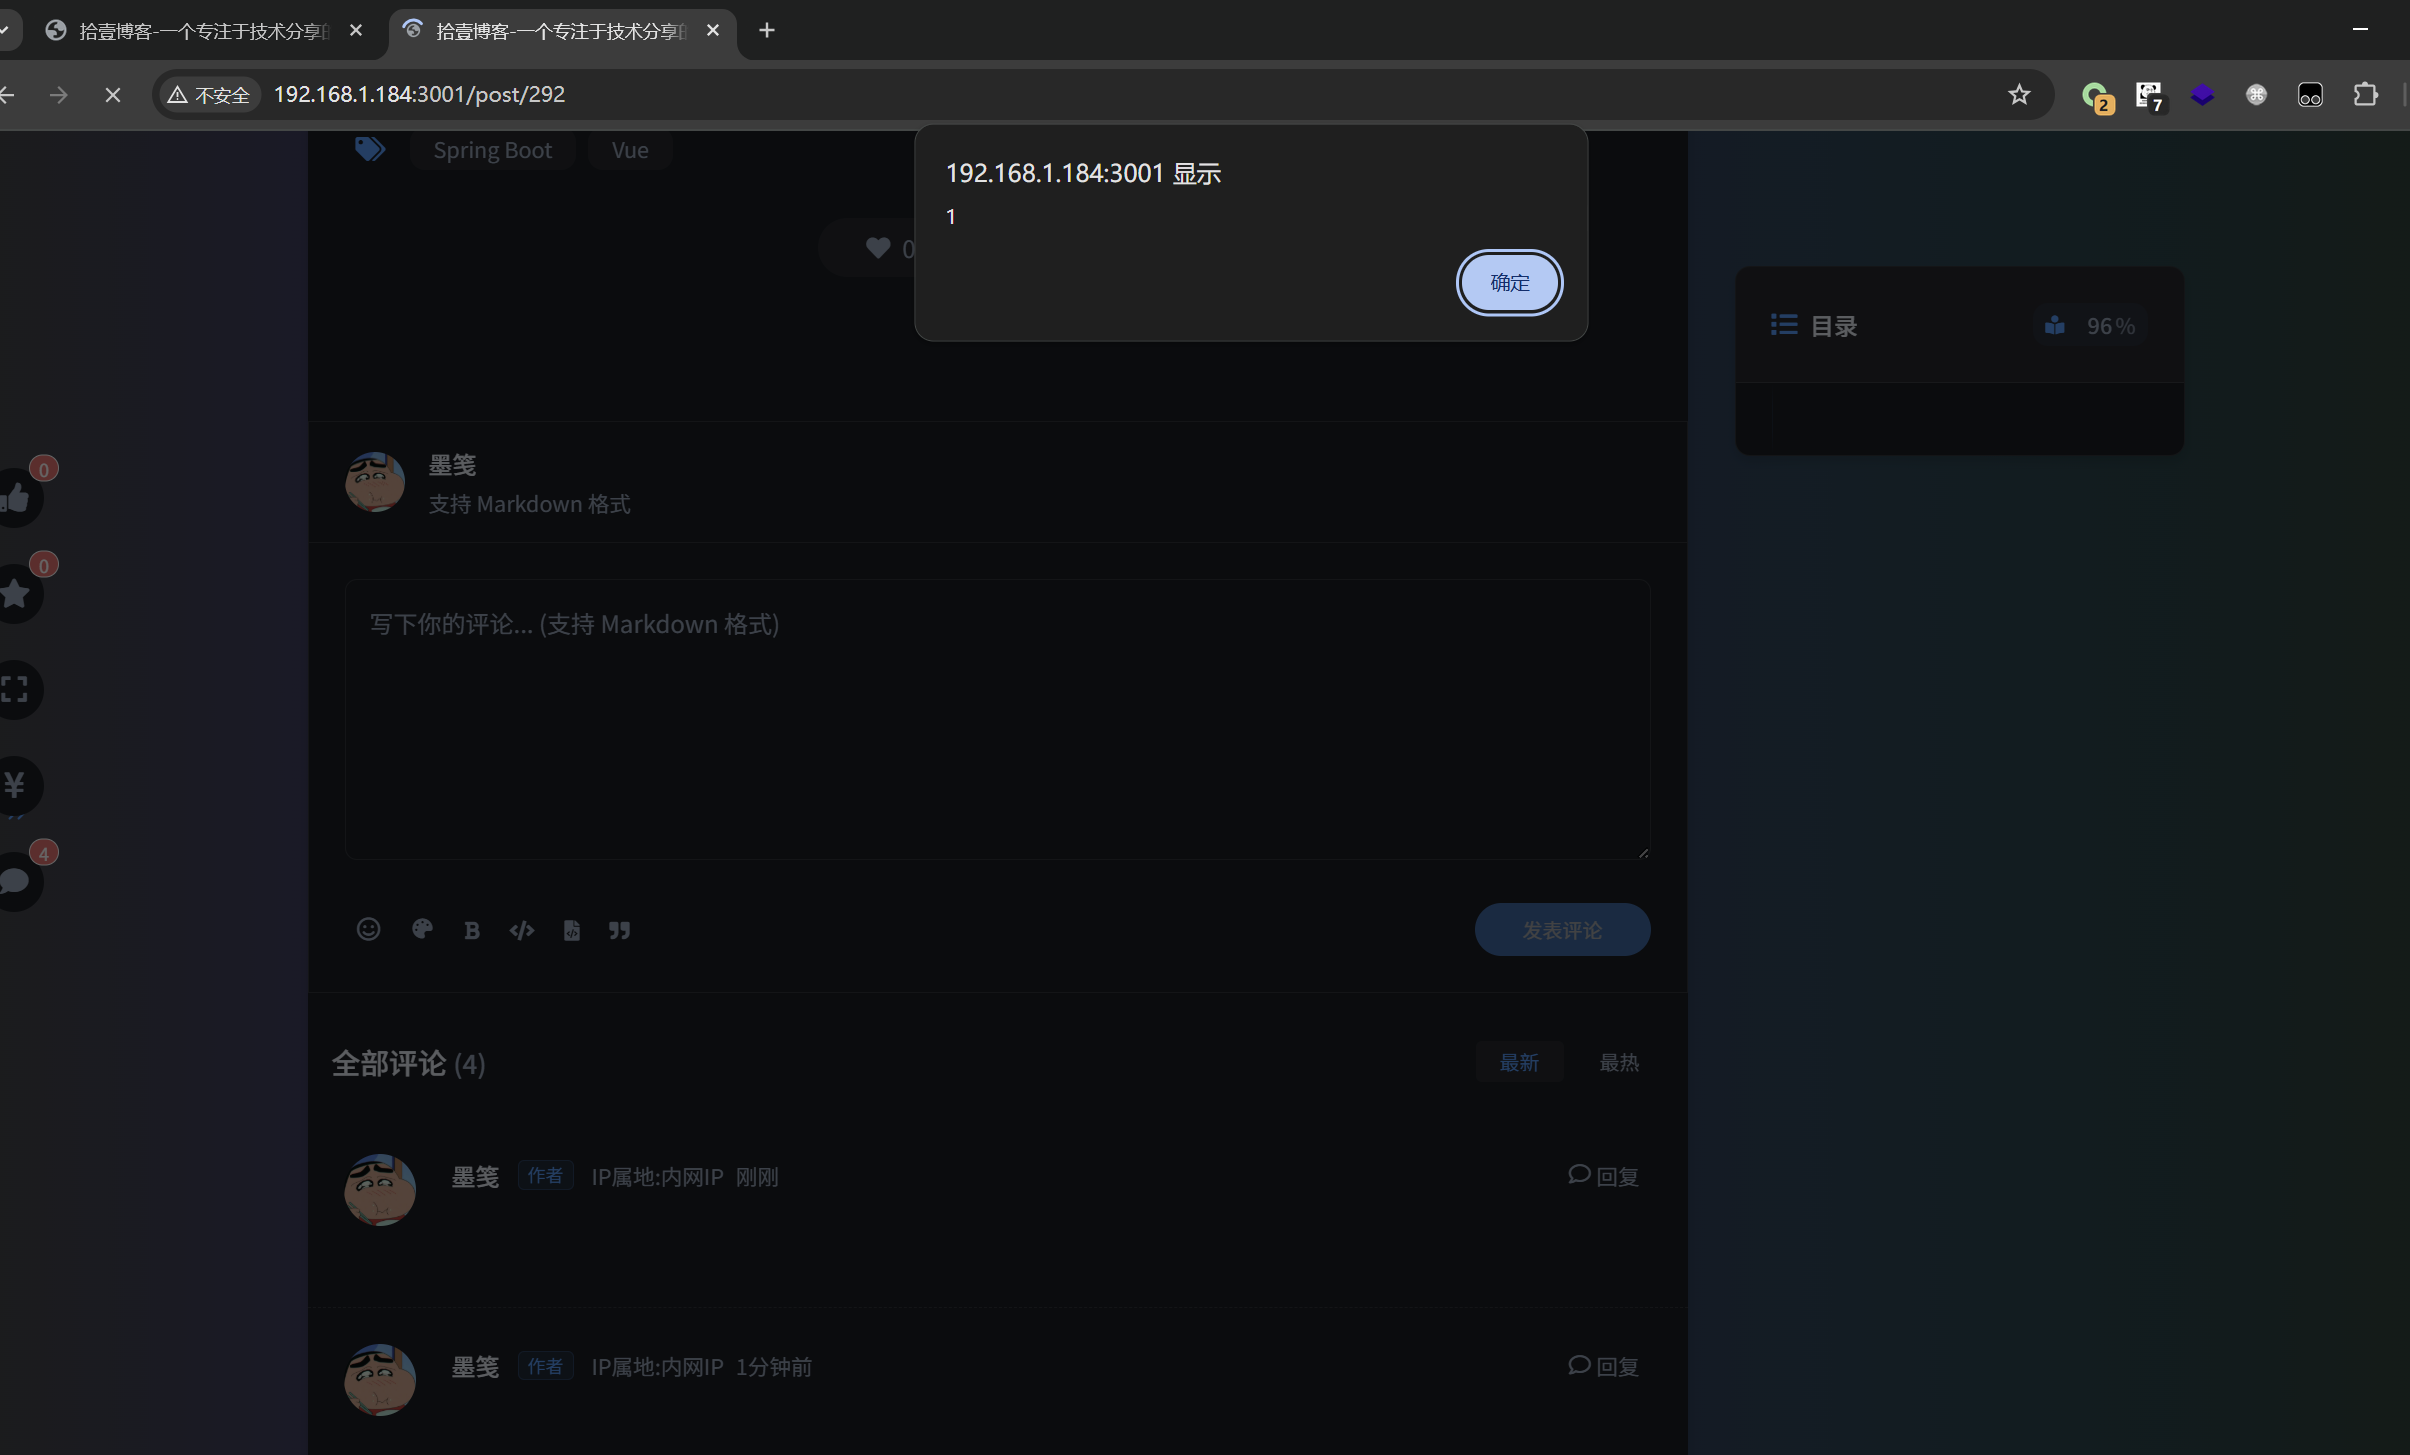 拾壹博客-一个专注于技术分享的
拾壹博客-一个专注于技术分享的
不安全
192.168.1.184:3001/post/292
2
7
Spring Boot
Vue
192.168.1.184:3001 显示
1
确定
0
目录
96%
墨笺
支持 Markdown 格式
0
0
4
写下你的评论... (支持 Markdown 格式)
发表评论
全部评论 (4)
最新
最热
墨笺
作者
IP属地:内网IP
刚刚
回复
墨笺
作者
IP属地:内网IP
1分钟前
回复